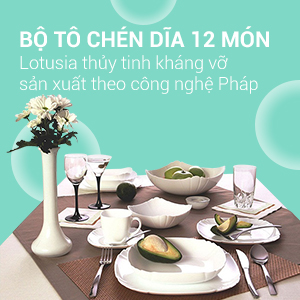 BỘ TÔ CHÉN DĨA 12 MÓN
Lotusia thủy tinh kháng vỡ
sản xuất theo công nghệ Pháp